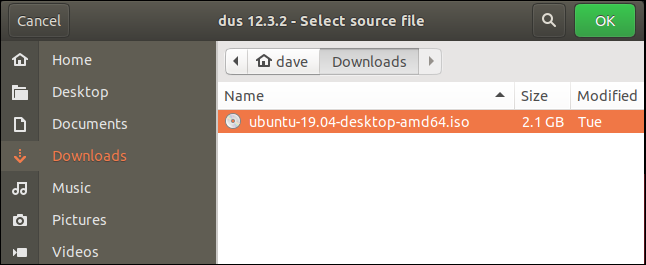 Cancel dus 12.3.2 - Select source file OK
Home
Desktop
Documents
Downloads
Music
Pictures
Videos
dave Downloads
Name Size Modified
ubuntu-19.04-desktop-amd64.iso 2.1 GB Tue